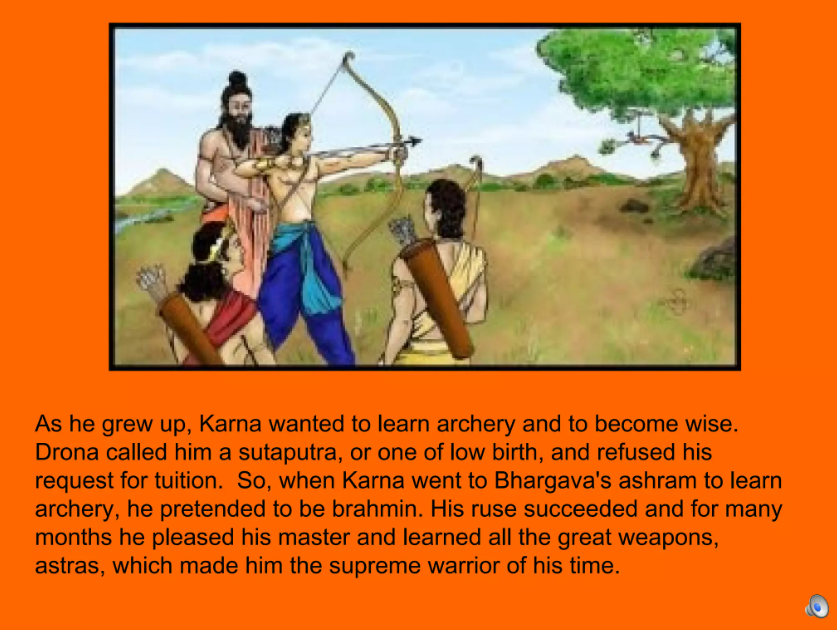 As he grew up, Karna wanted to learn archery and to become wise.
Drona called him a sutaputra, or one of low birth, and refused his
request for tuition.  So, when Karna went to Bhargava's ashram to learn
archery, he pretended to be brahmin. His ruse succeeded and for many
months he pleased his master and learned all the great weapons,
astras, which made him the supreme warrior of his time.